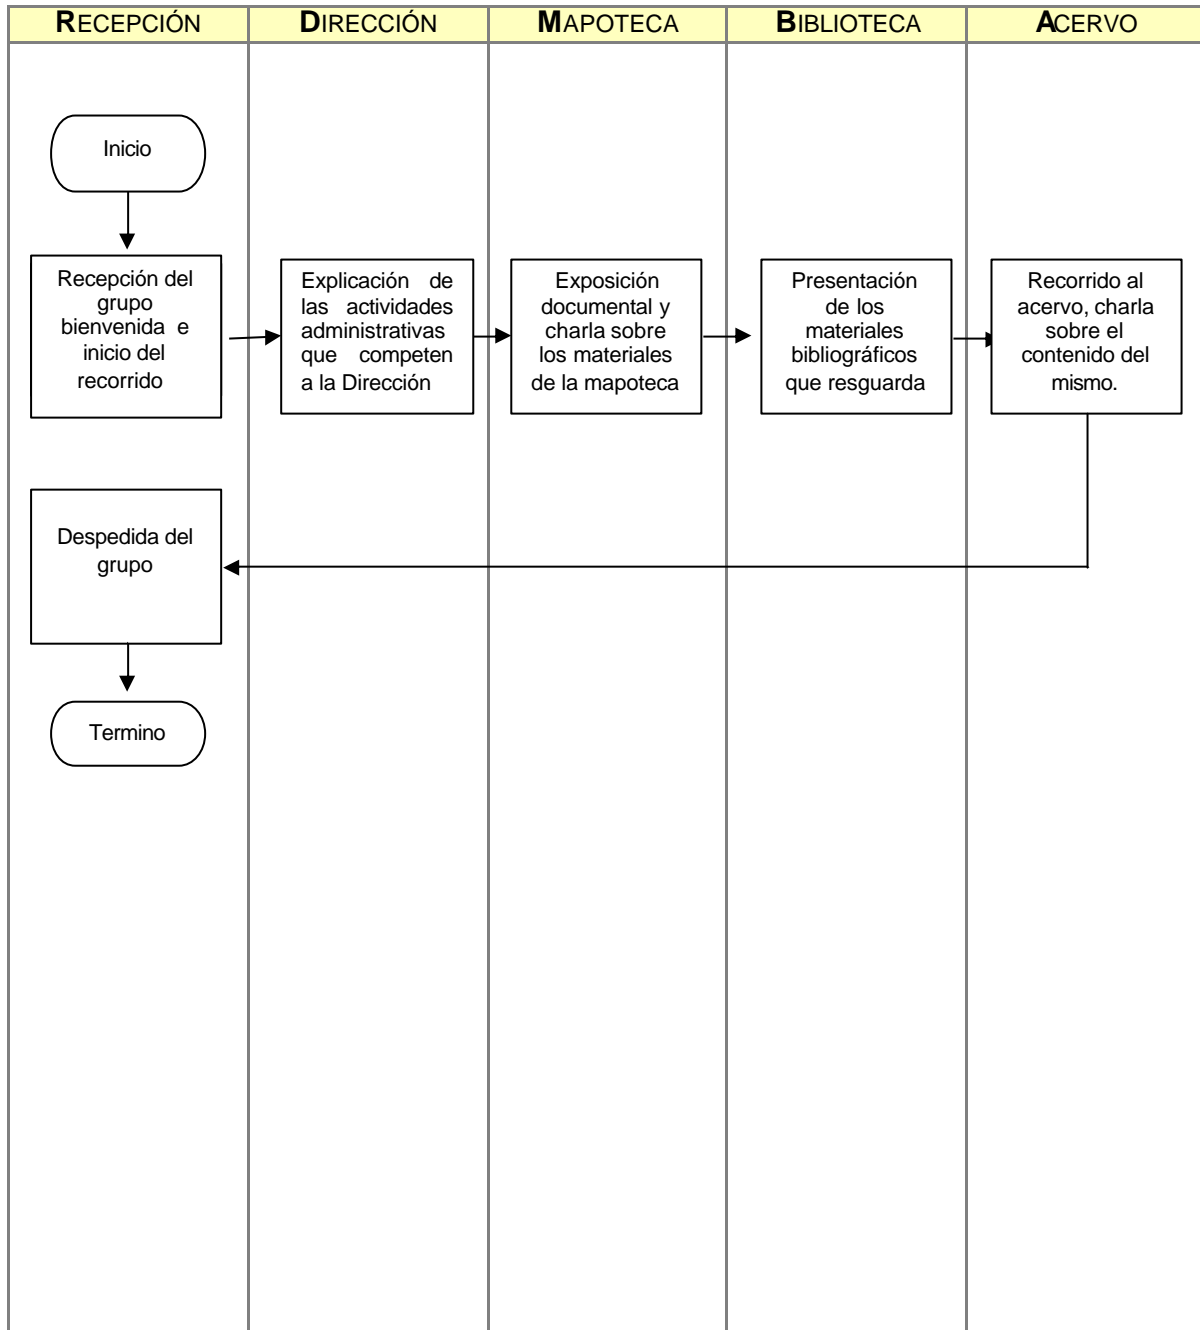 RECEPCIÓN
DIRECCIÓN
MAPOTECA
BIBLIOTECA
ACERVO
Inicio
Recepción del
grupo
bienvenida e
inicio del
recorrido
Explicación de
las actividades
administrativas
que competen
a la Dirección
Exposición
documental y
charla sobre
los materiales
de la mapoteca
Presentación
de los
materiales
bibliográficos
que resguarda
Recorrido al
acervo, charla
sobre el
contenido del
mismo.
Despedida del
grupo
Termino